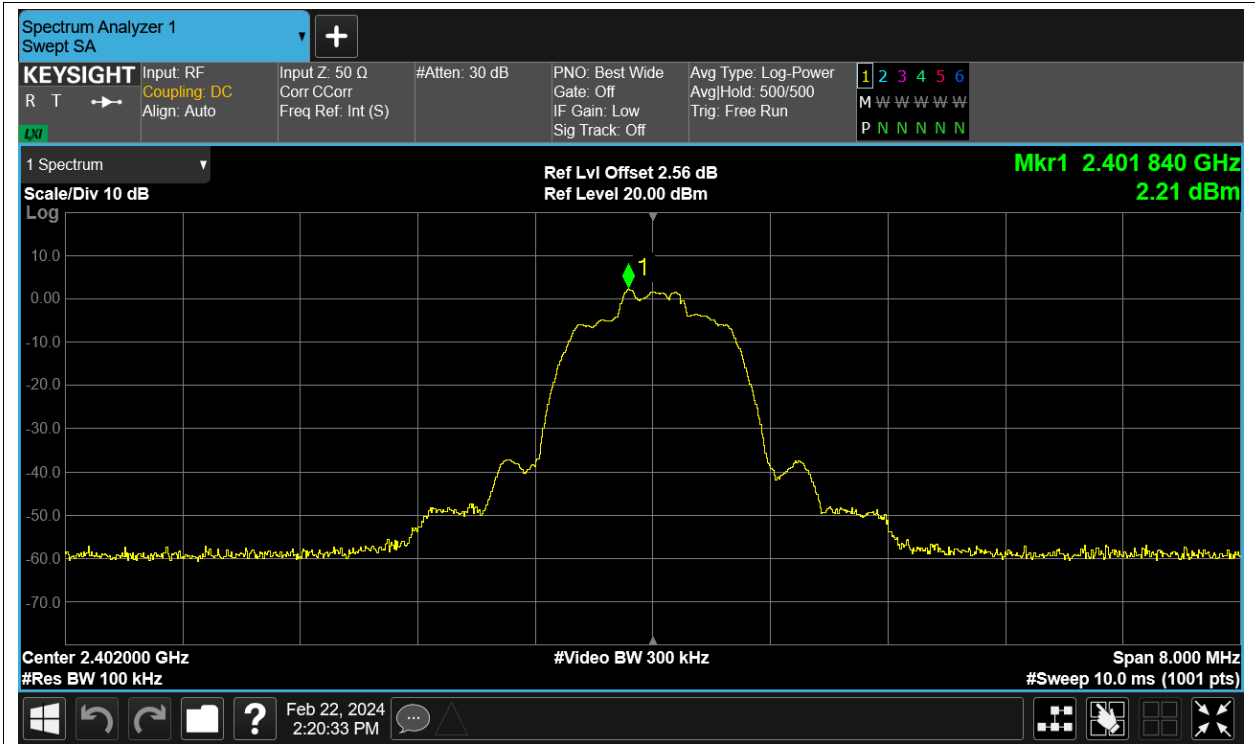 Spectrum Analyzer 1
Swept SA
KEYSIGHT
R T
LXI
Input: RF
Coupling: DC
Align: Auto
Input Z: 50 Ω
Corr CCorr
Freq Ref: Int (S)
#Atten: 30 dB
PNO: Best Wide
Gate: Off
IF Gain: Low
Sig Track: Off
Avg Type: Log-Power
Avg|Hold: 500/500
Trig: Free Run
1 2 3 4 5 6
M W W W W W
P N N N N N
1 Spectrum
Scale/Div 10 dB
Ref Lvl Offset 2.56 dB
Ref Level 20.00 dBm
Mkr1 2.401 840 GHz
2.21 dBm
Log
10.0
0.00
-10.0
-20.0
-30.0
-40.0
-50.0
-60.0
-70.0
1
Center 2.402000 GHz
#Res BW 100 kHz
#Video BW 300 kHz
Span 8.000 MHz
#Sweep 10.0 ms (1001 pts)
?
Feb 22, 2024
2:20:33 PM